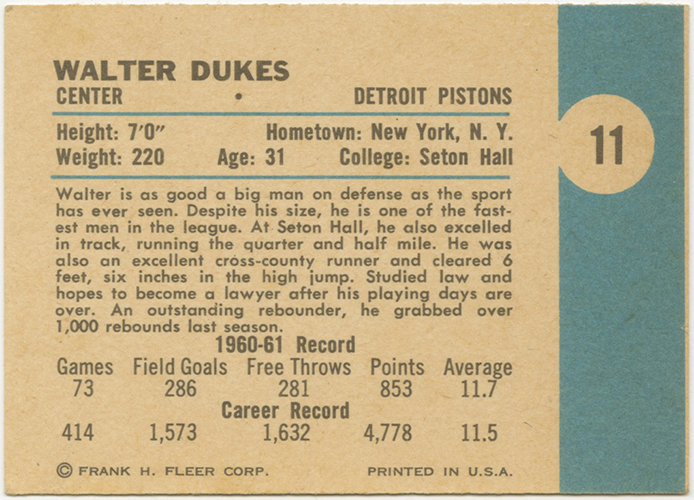 WALTER DUKES
CENTER • DETROIT PISTONS
Height: 7'0" Hometown: New York, N. Y.
Weight: 220 Age: 31 College: Seton Hall
11
Walter is as good a big man on defense as the sport
has ever seen. Despite his size, he is one of the fast-
est men in the league. At Seton Hall, he also excelled
in track, running the quarter and half mile. He was
also an excellent cross-county runner and cleared 6
feet, six inches in the high jump. Studied law and
hopes to become a lawyer after his playing days are
over. An outstanding rebounder, he grabbed over
1,000 rebounds last season.
1960-61 Record
Games Field Goals Free Throws Points Average
73 286 281 853 11.7
Career Record
414 1,573 1,632 4,778 11.5
© FRANK H. FLEER CORP. PRINTED IN U.S.A.